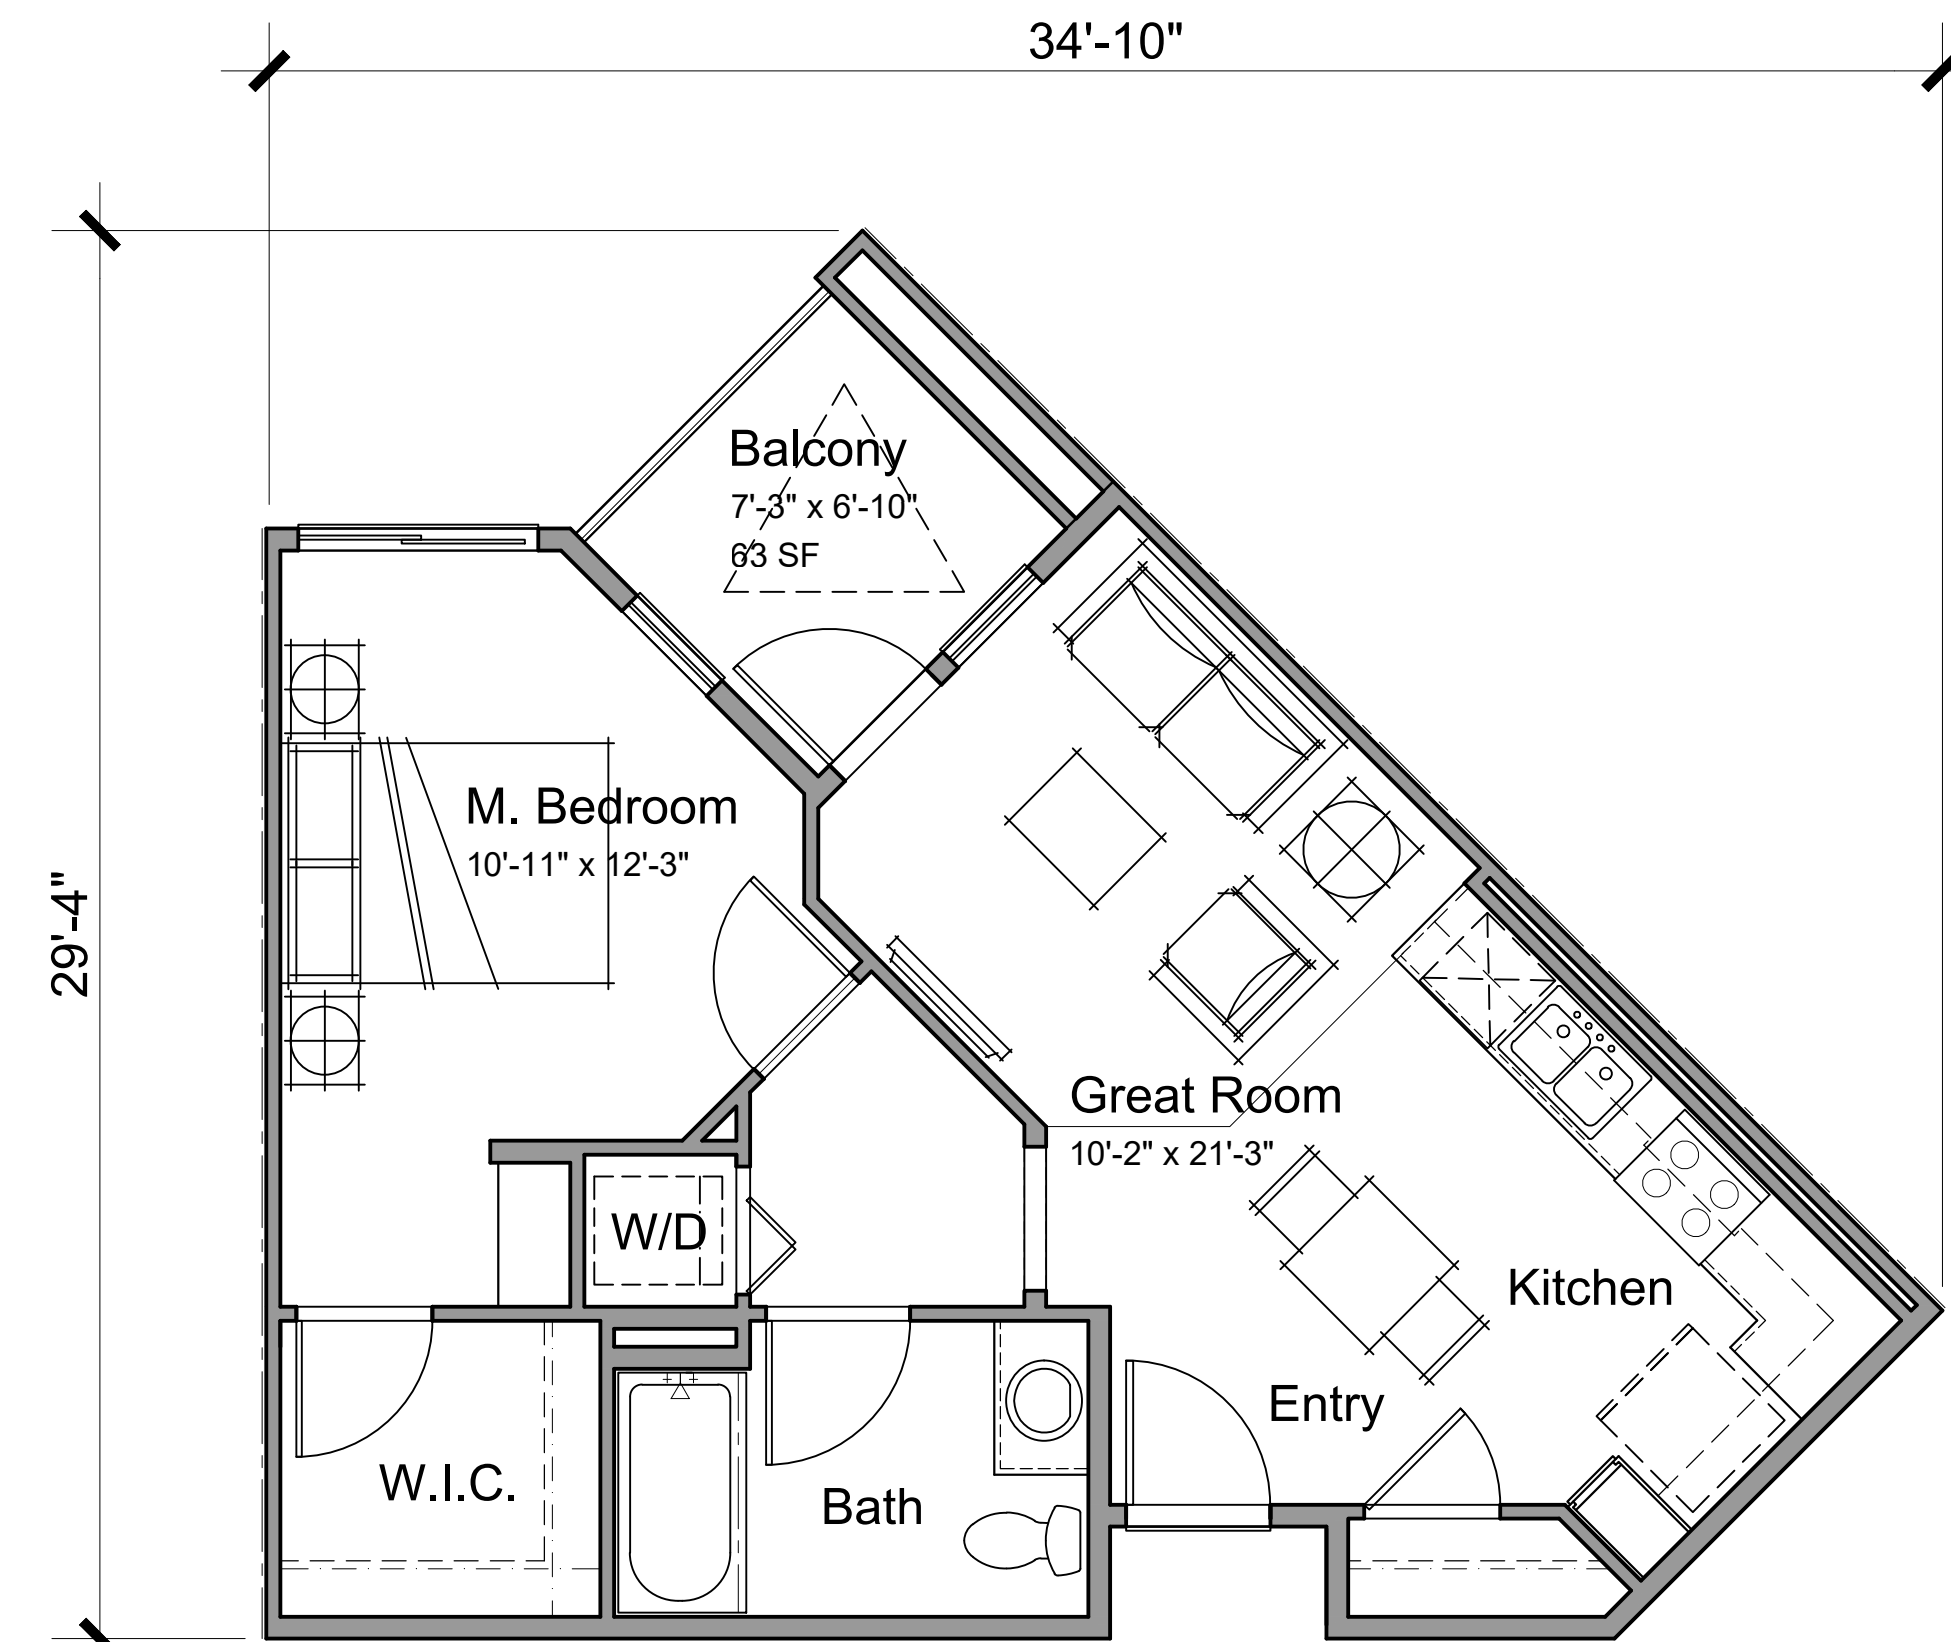 34'-10"
29'-4"
Balcony
7'-3" x 6'-10"
63 SF
M. Bedroom
10'-11" x 12'-3"
Great Room
10'-2" x 21'-3"
W/D
Kitchen
Entry
W.I.C.
Bath